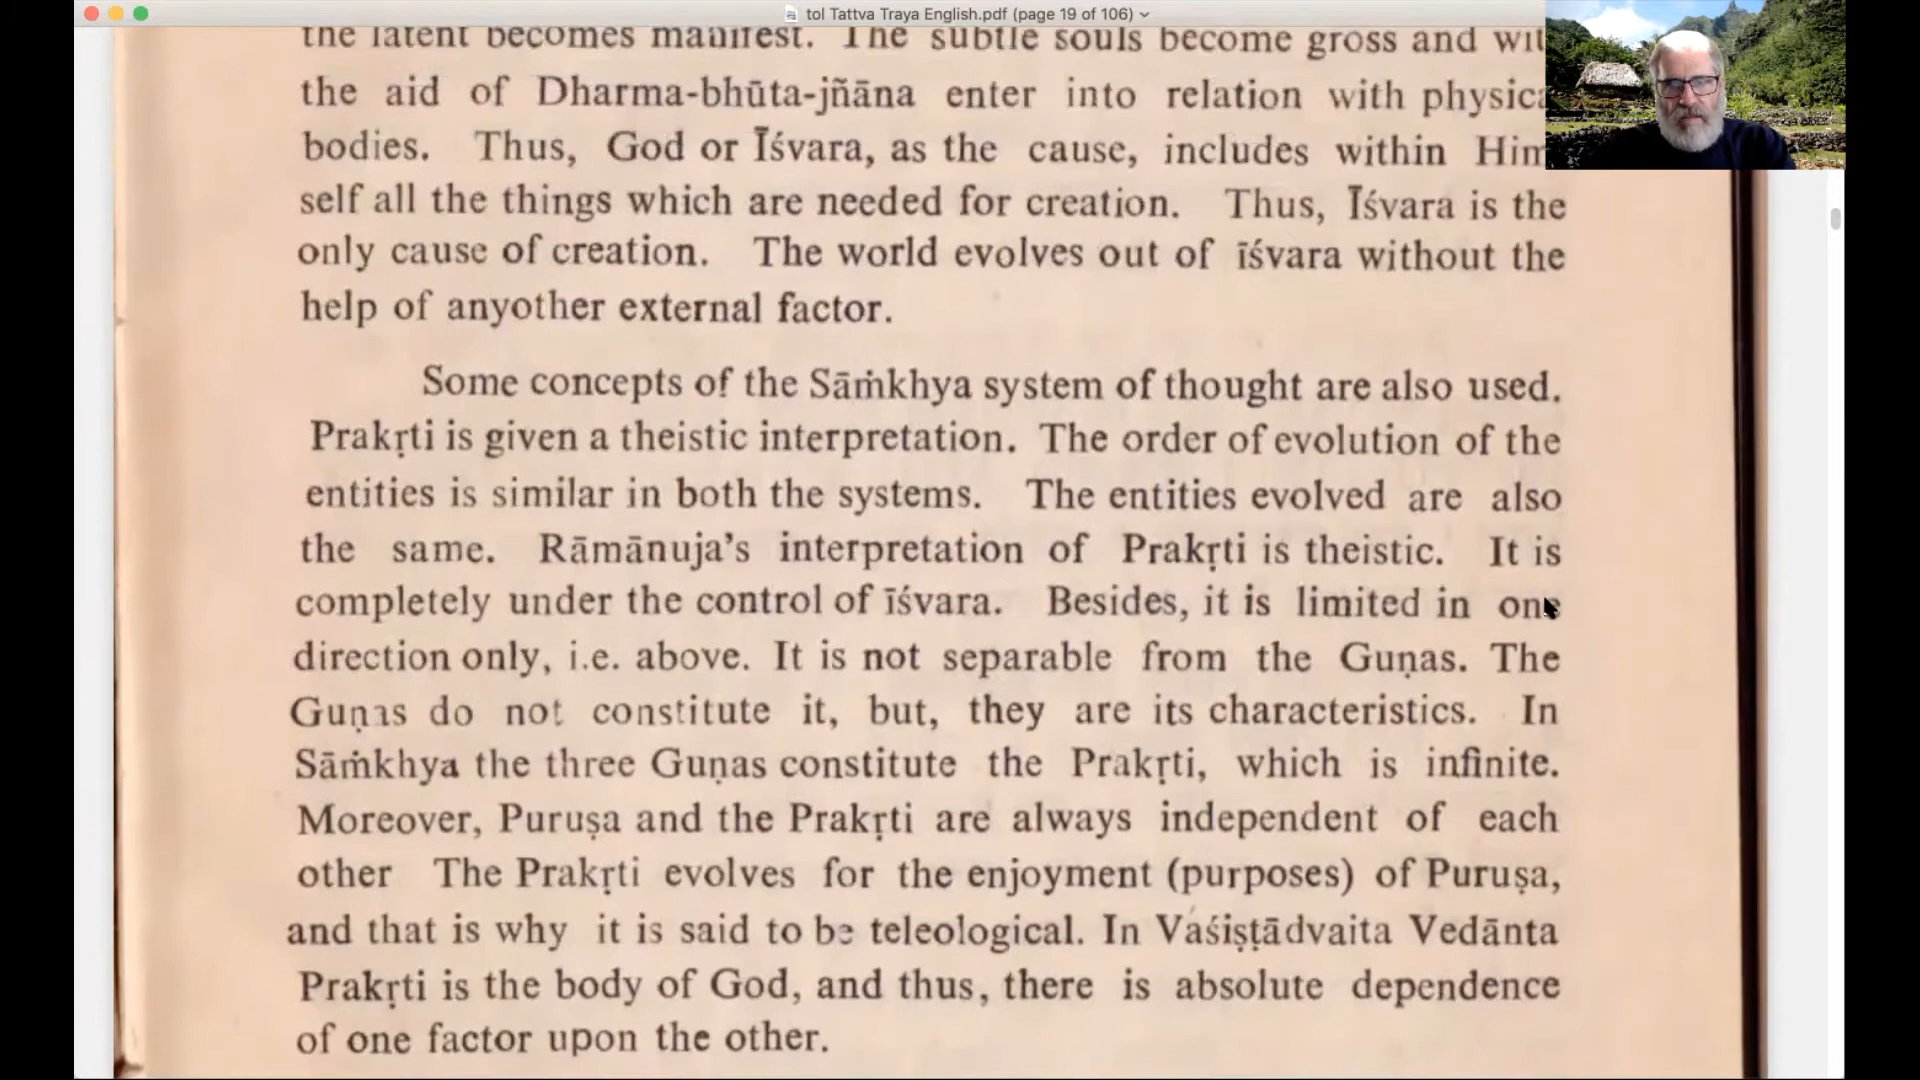 tol Tattva Traya English.pdf (page 19 of 106)
the latent becomes manifest. The subtle souls become gross and
the aid of Dharma-bhūta-jñāna enter into relation with
bodies. Thus, God or Īśvara, as the cause, includes within
self all the things which are needed for creation. Thus, Īśvara is the
only cause of creation. The world evolves out of īśvara without the
help of anyother external factor.
Some concepts of the Sāṁkhya system of thought are also used.
Prakṛti is given a theistic interpretation. The order of evolution of the
entities is similar in both the systems. The entities evolved are also
the same. Rāmānuja's interpretation of Prakṛti is theistic. It is
completely under the control of īśvara. Besides, it is limited in one
direction only, i.e. above. It is not separable from the Guṇas. The
Guṇas do not constitute it, but, they are its characteristics. In
Sāṁkhya the three Guṇas constitute the Prakṛti, which is infinite.
Moreover, Puruṣa and the Prakṛti are always independent of each
other The Prakṛti evolves for the enjoyment (purposes) of Puruṣa,
and that is why it is said to be teleological. In Vaśiṣṭādvaita Vedānta
Prakṛti is the body of God, and thus, there is absolute dependence
of one factor upon the other.